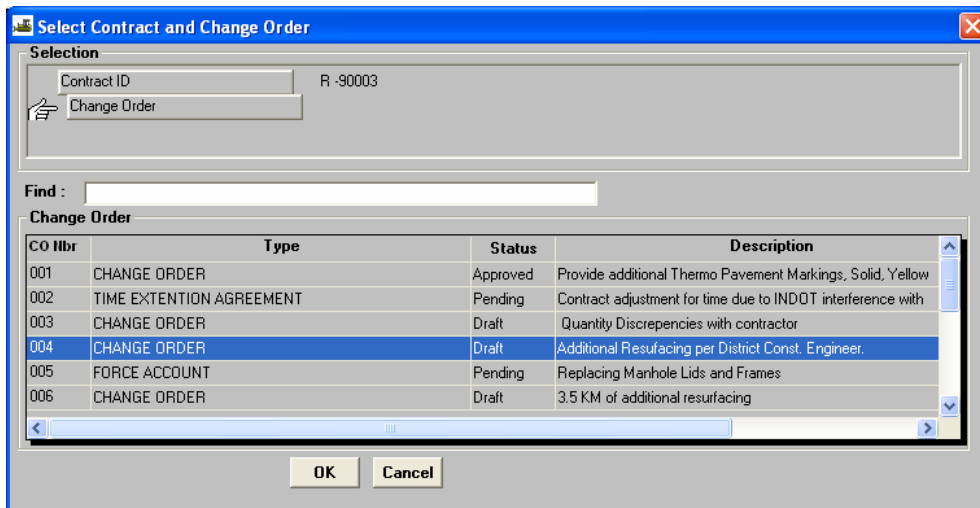 Select Contract and Change Order
Selection
Contract ID R -90003
Change Order
Find :
Change Order
CO Nbr Type Status Description
001 CHANGE ORDER Approved Provide additional Thermo Pavement Markings, Solid, Yellow
002 TIME EXTENTION AGREEMENT Pending Contract adjustment for time due to INDOT interference with
003 CHANGE ORDER Draft Quantity Discrepencies with contractor
004 CHANGE ORDER Draft Additional Resufacing per District Const. Engineer.
005 FORCE ACCOUNT Pending Replacing Manhole Lids and Frames
006 CHANGE ORDER Draft 3.5 KM of additional resurfacing
OK Cancel